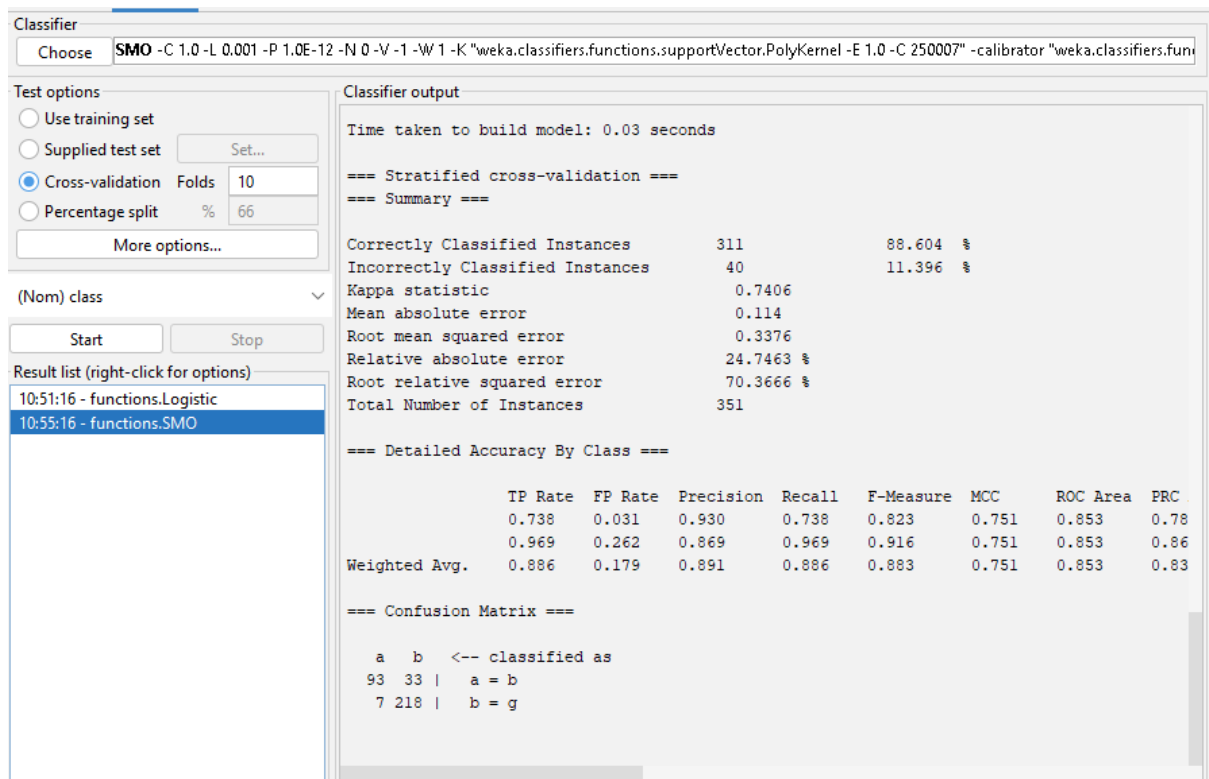 Classifier
Choose SMO -C 1.0 -L 0.001 -P 1.0E-12 -N 0 -V -1 -W 1 -K "weka.classifiers.functions.supportVector.PolyKernel -E 1.0 -C 250007" -calibrator "weka.classifiers.fun
Test options
Use training set
Supplied test set Set...
Cross-validation Folds 10
Percentage split % 66
More options...
(Nom) class
Start Stop
Result list (right-click for options)
10:51:16 - functions.Logistic
10:55:16 - functions.SMO
Classifier output
Time taken to build model: 0.03 seconds
=== Stratified cross-validation ===
=== Summary ===
Correctly Classified Instances 311 88.604 %
Incorrectly Classified Instances 40 11.396 %
Kappa statistic 0.7406
Mean absolute error 0.114
Root mean squared error 0.3376
Relative absolute error 24.7463 %
Root relative squared error 70.3666 %
Total Number of Instances 351
=== Detailed Accuracy By Class ===
TP Rate FP Rate Precision Recall F-Measure MCC ROC Area PRC
0.738 0.031 0.930 0.738 0.823 0.751 0.853 0.78
0.969 0.262 0.869 0.969 0.916 0.751 0.853 0.86
Weighted Avg. 0.886 0.179 0.891 0.886 0.883 0.751 0.853 0.83
=== Confusion Matrix ===
a b <-- classified as
93 33 | a = b
7 218 | b = g